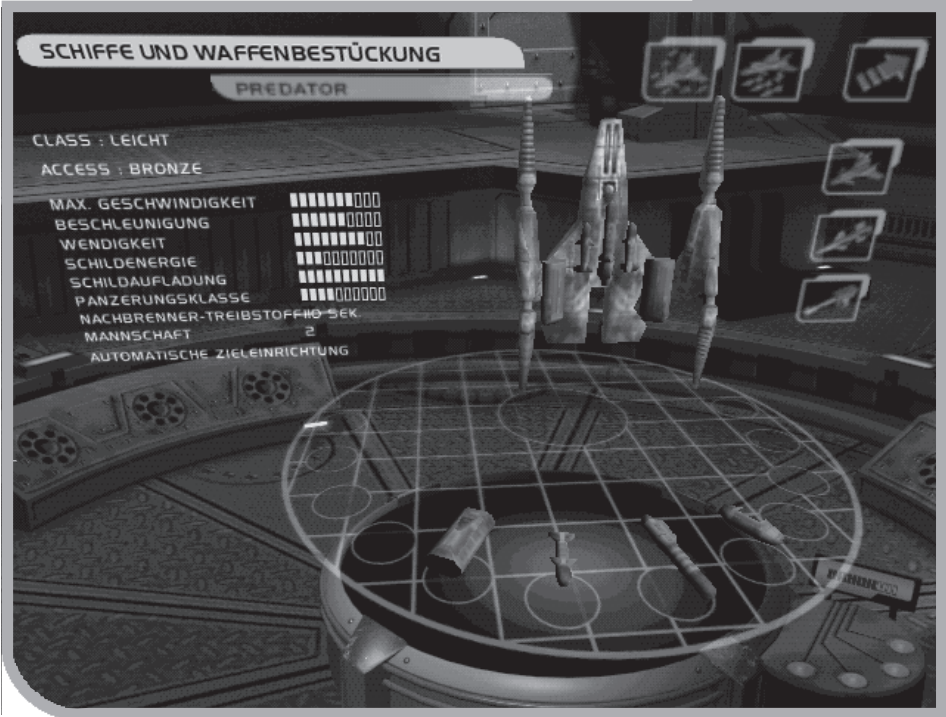 SCHIFFE UND WAFFENBESTÜCKUNG
PREDATOR
CLASS : LEICHT
ACCESS : BRONZE
MAX. GESCHWINDIGKEIT
BESCHLEUNIGUNG
WENDIGKEIT
SCHILDENERGIE
SCHILDAUFLADUNG
PANZERUNGSKLASSE
NACHBRENNER-TREIBSTOFF 110 SEK.
MANNSCHAFT 2
AUTOMATISCHE ZIELEINRICHTUNG